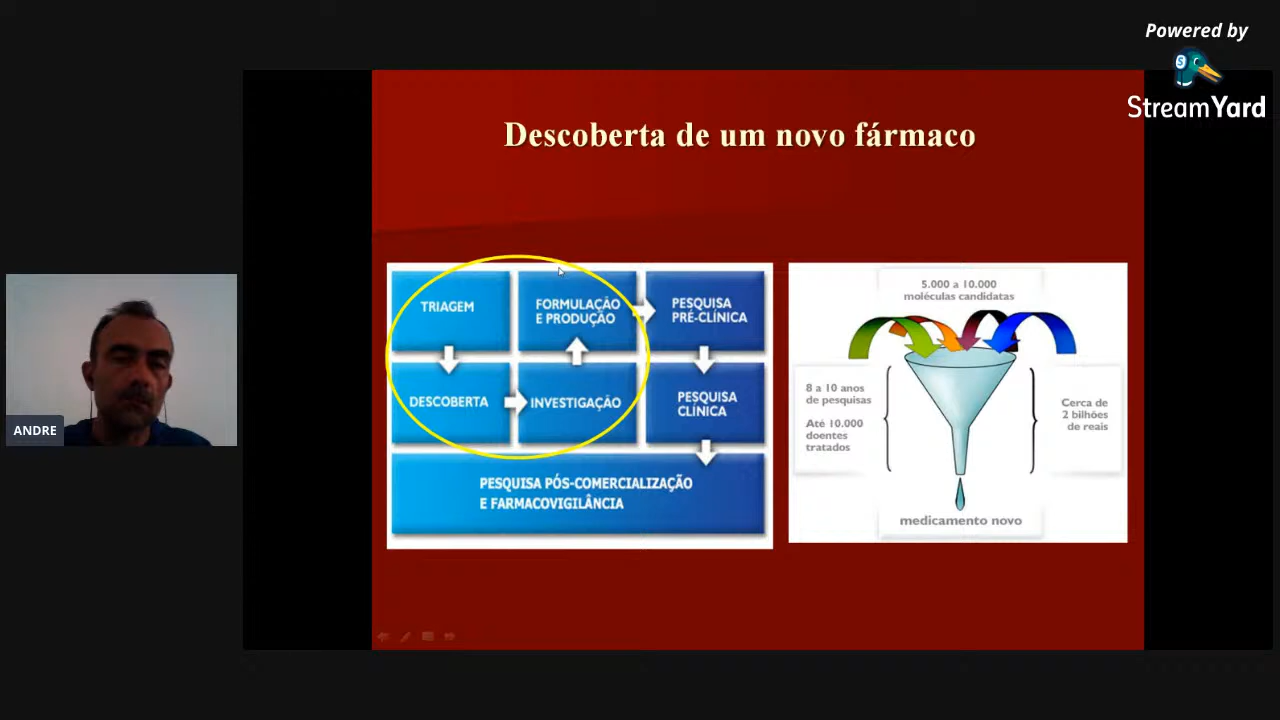 Powered by
StreamYard
Descoberta de um novo fármaco
TRIAGEM
FORMULAÇÃO
E PRODUÇÃO
PESQUISA
PRÉ-CLÍNICA
DESCOBERTA
INVESTIGAÇÃO
PESQUISA
CLÍNICA
PESQUISA PÓS-COMERCIALIZAÇÃO
E FARMACOVIGILÂNCIA
5.000 a 10.000
moléculas candidatas
8 a 10 anos
de pesquisas
Até 10.000
doentes
tratados
Cerca de
2 bilhões
de reais
medicamento novo
ANDRE